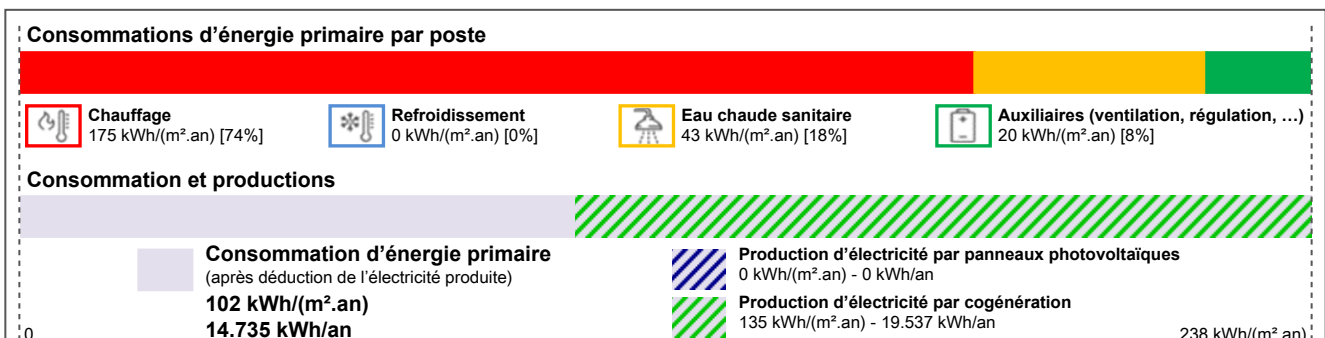 Consommations d’énergie primaire par poste
Chauffage
175 kWh/(m².an) [74%]
Refroidissement
0 kWh/(m².an) [0%]
Eau chaude sanitaire
43 kWh/(m².an) [18%]
Auxiliaires (ventilation, régulation, …)
20 kWh/(m².an) [8%]
Consommation et productions
Consommation d’énergie primaire
(après déduction de l’électricité produite)
102 kWh/(m².an)
14.735 kWh/an
Production d’électricité par panneaux photovoltaïques
0 kWh/(m².an) - 0 kWh/an
Production d’électricité par cogénération
135 kWh/(m².an) - 19.537 kWh/an
0
238 kWh/(m².an)